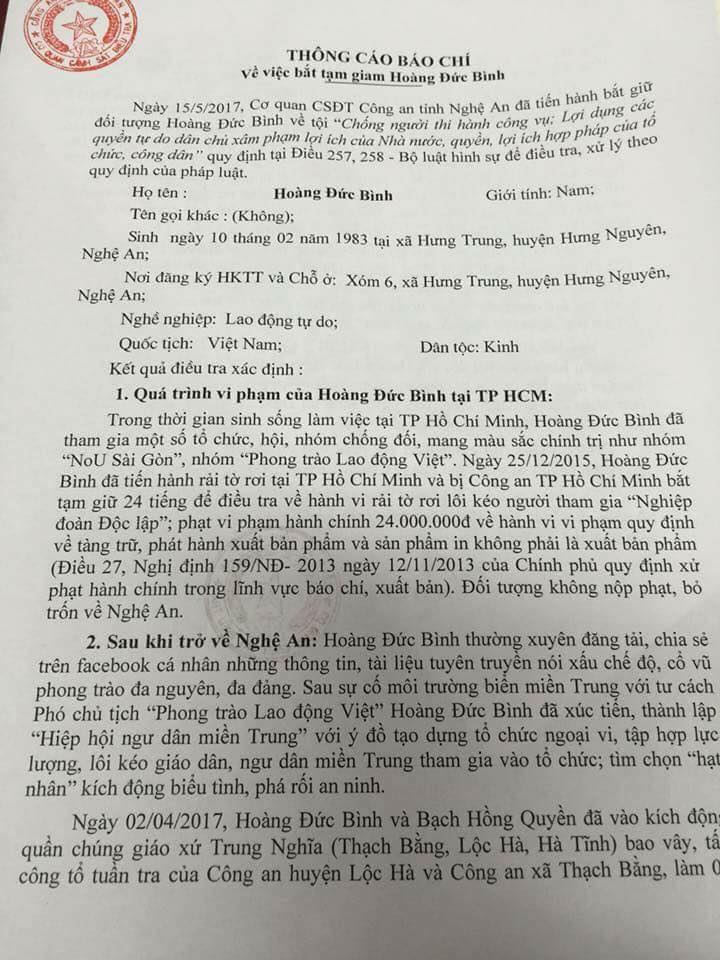 CƠ QUAN CẢNH SÁT ĐIỀU TRA
THÔNG CÁO BÁO CHÍ
Về việc bắt tạm giam Hoàng Đức Bình
Ngày 15/5/2017, Cơ quan CSĐT Công an tỉnh Nghệ An đã tiến hành bắt giữ
đối tượng Hoàng Đức Bình về tội “Chống người thi hành công vụ; Lợi dụng các
quyền tự do dân chủ xâm phạm lợi ích của Nhà nước, quyền, lợi ích hợp pháp của tổ
chức, công dân” quy định tại Điều 257, 258 - Bộ luật hình sự để điều tra, xử lý theo
quy định của pháp luật.
Họ tên : Hoàng Đức Bình Giới tính: Nam;
Tên gọi khác : (Không);
Sinh ngày 10 tháng 02 năm 1983 tại xã Hưng Trung, huyện Hưng Nguyên,
Nghệ An;
Nơi đăng ký HKTT và Chỗ ở: Xóm 6, xã Hưng Trung, huyện Hưng Nguyên,
Nghệ An;
Nghề nghiệp: Lao động tự do;
Quốc tịch: Việt Nam; Dân tộc: Kinh
Kết quả điều tra xác định :
1. Quá trình vi phạm của Hoàng Đức Bình tại TP HCM:
Trong thời gian sinh sống làm việc tại TP Hồ Chí Minh, Hoàng Đức Bình đã
tham gia một số tổ chức, hội, nhóm chống đối, mang màu sắc chính trị như nhóm
“NoU Sài Gòn”, nhóm “Phong trào Lao động Việt”. Ngày 25/12/2015, Hoàng Đức
Bình đã tiến hành rải tờ rơi tại TP Hồ Chí Minh và bị Công an TP Hồ Chí Minh bắt
tạm giữ 24 tiếng để điều tra về hành vi rải tờ rơi lôi kéo người tham gia “Nghiệp
đoàn Độc lập”; phạt vi phạm hành chính 24.000.000đ về hành vi vi phạm quy định
về tàng trữ, phát hành xuất bản phẩm và sản phẩm in không phải là xuất bản phẩm
(Điều 27, Nghị định 159/NĐ- 2013 ngày 12/11/2013 của Chính phủ quy định xử
phạt hành chính trong lĩnh vực báo chí, xuất bản). Đối tượng không nộp phạt, bỏ
trốn về Nghệ An.
2. Sau khi trở về Nghệ An: Hoàng Đức Bình thường xuyên đăng tải, chia sẻ
trên facebook cá nhân những thông tin, tài liệu tuyên truyền nói xấu chế độ, cổ vũ
phong trào đa nguyên, đa đảng. Sau sự cố môi trường biển miền Trung với tư cách
Phó chủ tịch “Phong trào Lao động Việt” Hoàng Đức Bình đã xúc tiến, thành lập
“Hiệp hội ngư dân miền Trung” với ý đồ tạo dựng tổ chức ngoại vi, tập hợp lực
lượng, lôi kéo giáo dân, ngư dân miền Trung tham gia vào tổ chức; tìm chọn “hạt
nhân” kích động biểu tình, phá rối an ninh.
Ngày 02/04/2017, Hoàng Đức Bình và Bạch Hồng Quyền đã vào kích động
quần chúng giáo xứ Trung Nghĩa (Thạch Bằng, Lộc Hà, Hà Tĩnh) bao vây, tấ
công tổ tuần tra của Công an huyện Lộc Hà và Công an xã Thạch Bằng, làm 0